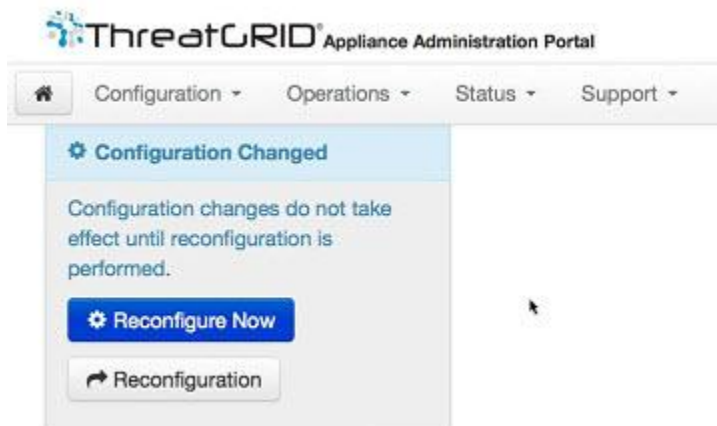 ThreatGRID® Appliance Administration Portal
Configuration Operations Status Support
Configuration Changed
Configuration changes do not take
effect until reconfiguration is
performed.
Reconfigure Now
Reconfiguration